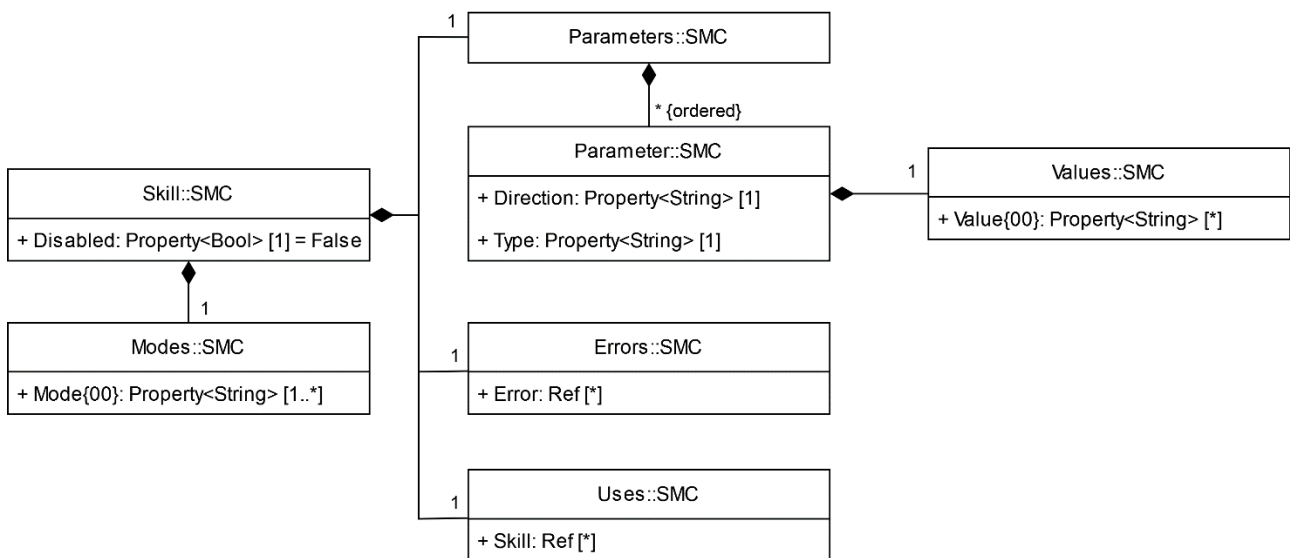 1
Parameters::SMC
* {ordered}
Parameter::SMC
+ Direction: Property<String> [1]
+ Type: Property<String> [1]
1
Values::SMC
+ Value{00}: Property<String> [*]
Skill::SMC
+ Disabled: Property<Bool> [1] = False
1
Modes::SMC
+ Mode{00}: Property<String> [1..*]
1
Errors::SMC
+ Error: Ref [*]
1
Uses::SMC
+ Skill: Ref [*]